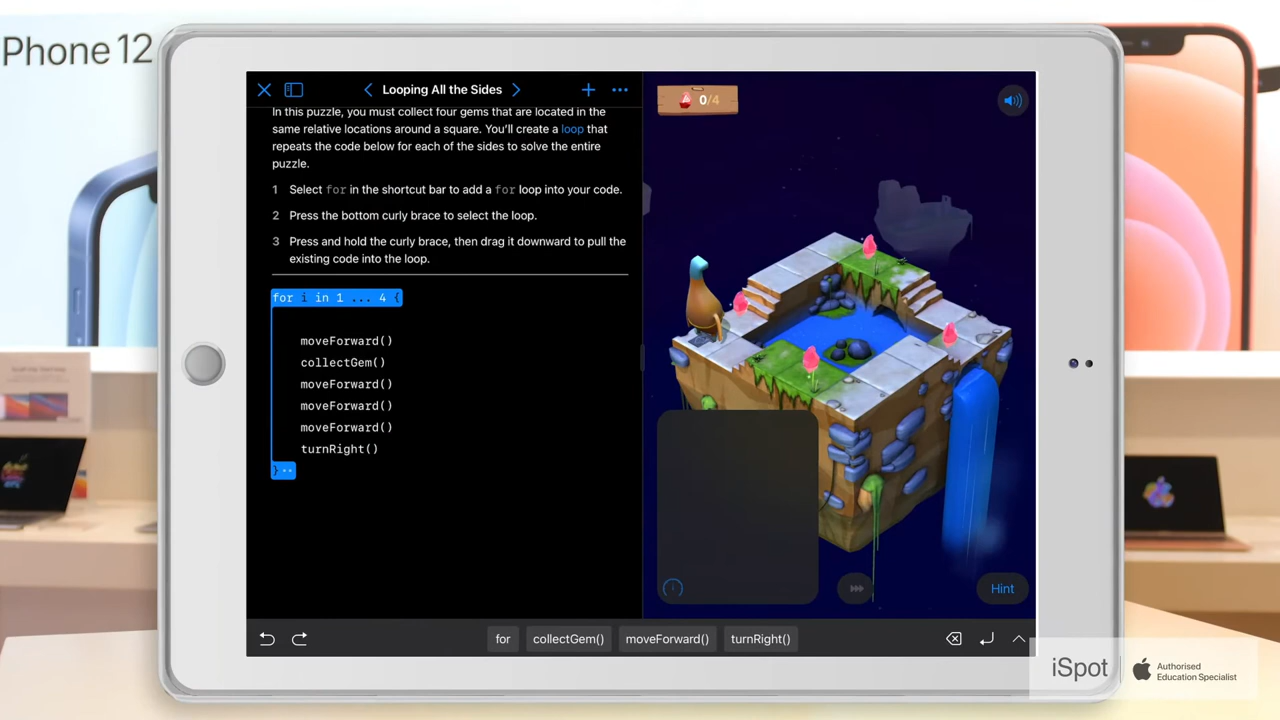 Phone 12
Looping All the Sides
0/4
In this puzzle, you must collect four gems that are located in the
same relative locations around a square. You'll create a loop that
repeats the code below for each of the sides to solve the entire
puzzle.
1 Select for in the shortcut bar to add a for loop into your code.
2 Press the bottom curly brace to select the loop.
3 Press and hold the curly brace, then drag it downward to pull the
existing code into the loop.
for i in 1 ... 4 {
moveForward()
collectGem()
moveForward()
moveForward()
moveForward()
turnRight()
}
Hint
for collectGem() moveForward() turnRight()
iSpot
Authorised
Education Specialist